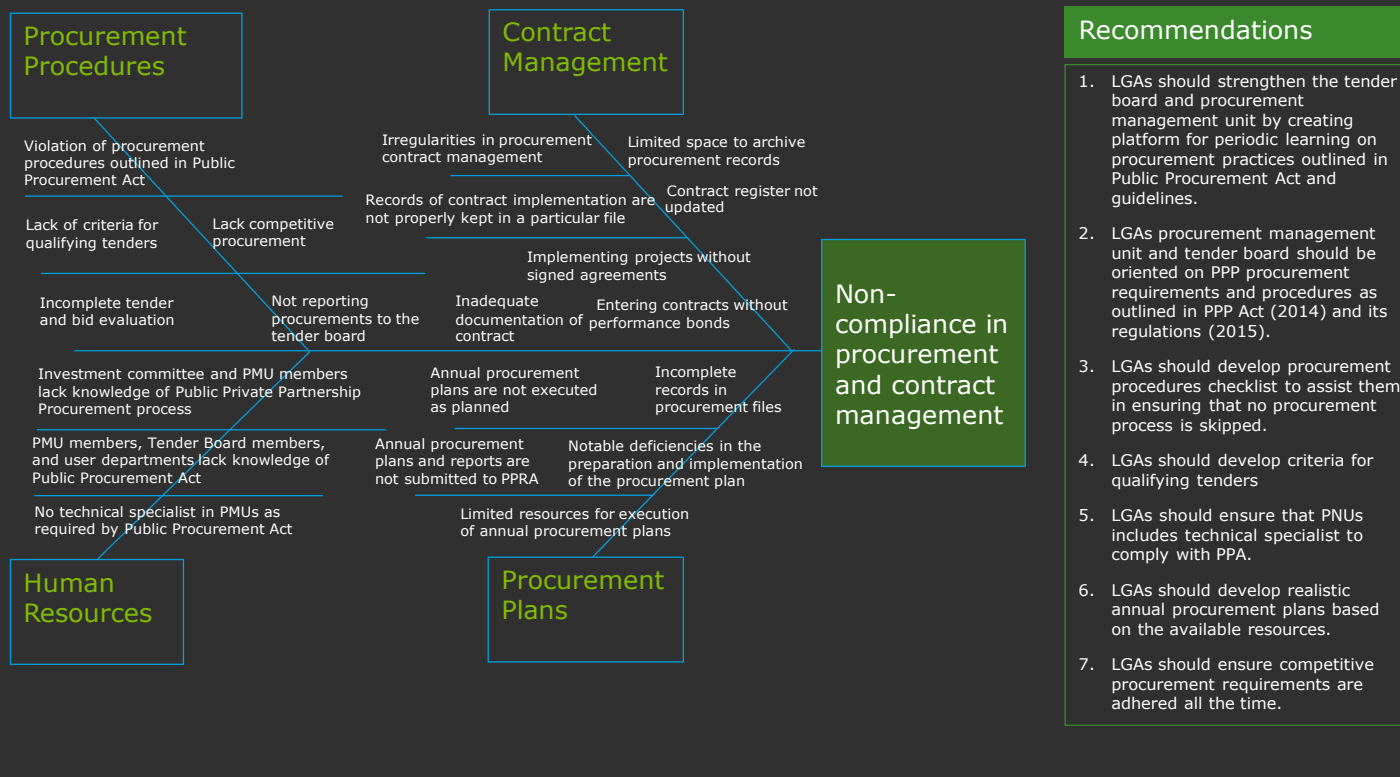 Procurement
Procedures
Violation of procurement
procedures outlined in Public
Procurement Act
Lack of criteria for
qualifying tenders
Lack competitive
procurement
Incomplete tender
and bid evaluation
Not reporting
procurements to the
tender board
Contract
Management
Irregularities in procurement
contract management
Limited space to archive
procurement records
Records of contract implementation are
not properly kept in a particular file
Contract register not
updated
Implementing projects without
signed agreements
Inadequate
documentation of
contract
Entering contracts without
performance bonds
Non-
compliance in
procurement
and contract
management
Investment committee and PMU members
lack knowledge of Public Private Partnership
Procurement process
PMU members, Tender Board members,
and user departments lack knowledge of
Public Procurement Act
No technical specialist in PMUs as
required by Public Procurement Act
Human
Resources
Annual procurement
plans are not executed
as planned
Incomplete
records in
procurement files
Annual procurement
plans and reports are
not submitted to PPRA
Notable deficiencies in the
preparation and implementation
of the procurement plan
Limited resources for execution
of annual procurement plans
Procurement
Plans
Recommendations
1. LGAs should strengthen the tender
board and procurement
management unit by creating
platform for periodic learning on
procurement practices outlined in
Public Procurement Act and
guidelines.
2. LGAs procurement management
unit and tender board should be
oriented on PPP procurement
requirements and procedures as
outlined in PPP Act (2014) and its
regulations (2015).
3. LGAs should develop procurement
procedures checklist to assist them
in ensuring that no procurement
process is skipped.
4. LGAs should develop criteria for
qualifying tenders
5. LGAs should ensure that PNUs
includes technical specialist to
comply with PPA.
6. LGAs should develop realistic
annual procurement plans based
on the available resources.
7. LGAs should ensure competitive
procurement requirements are
adhered all the time.